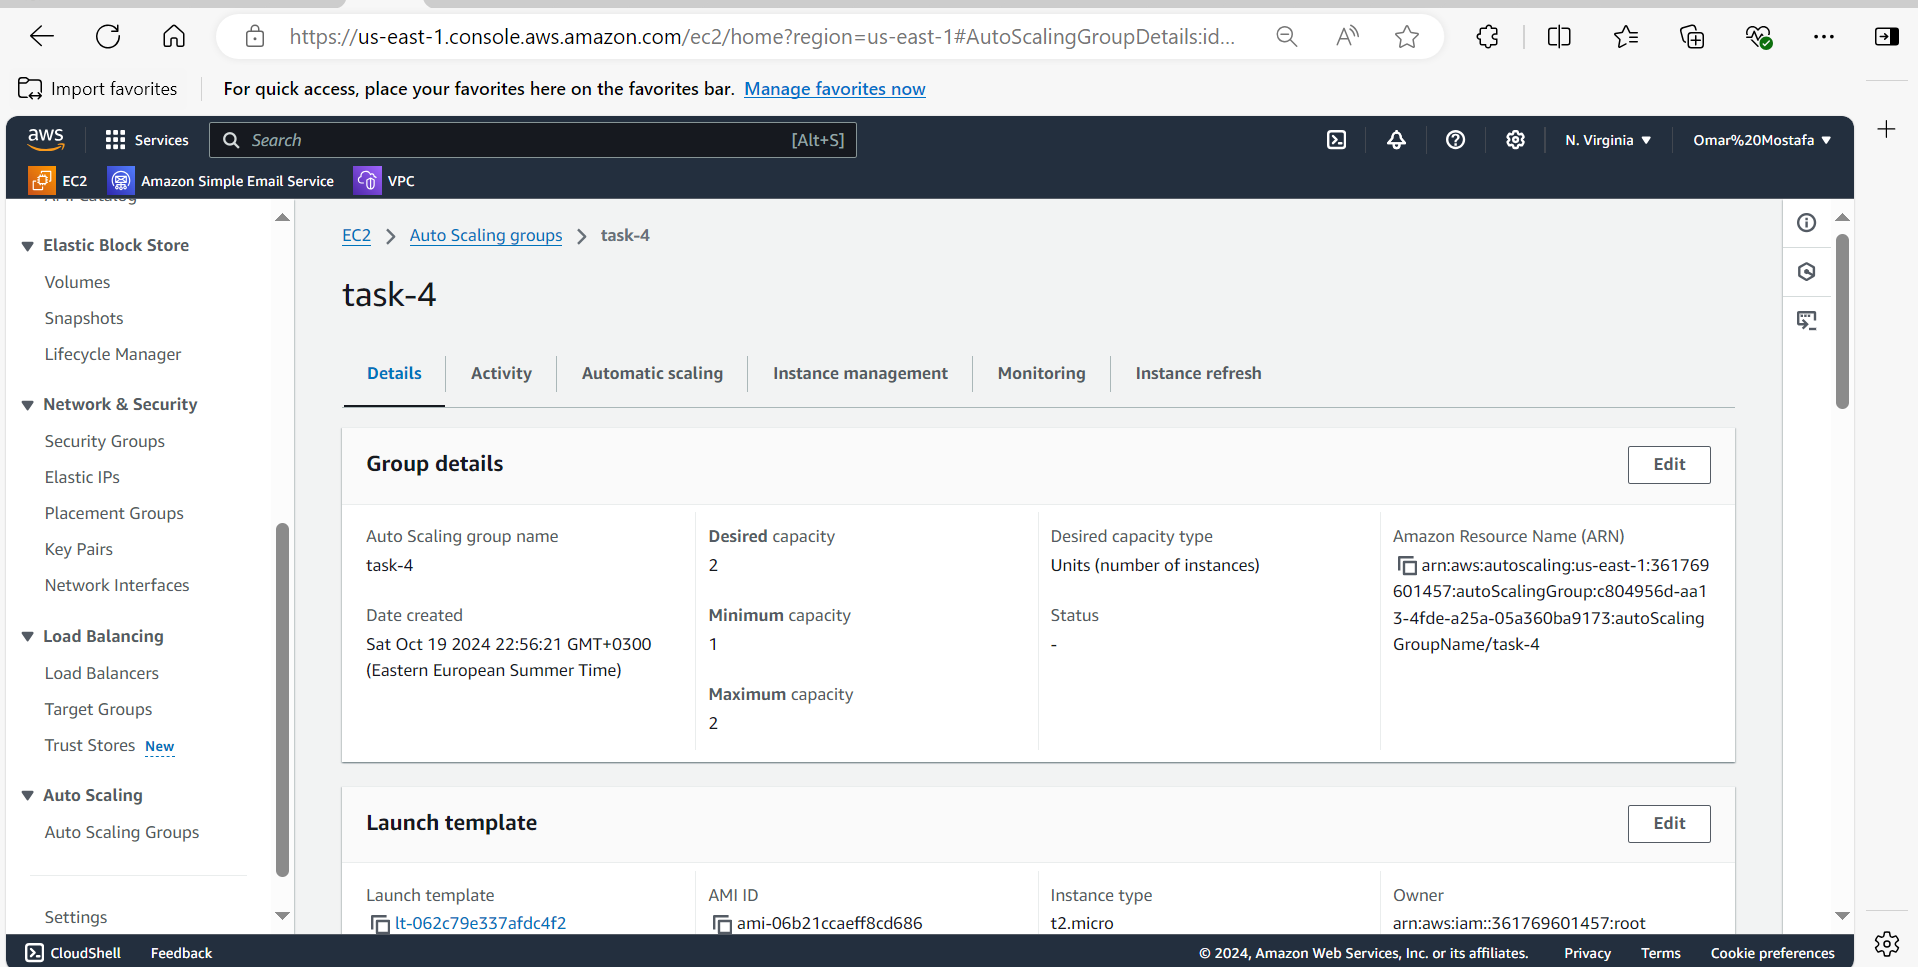 https://us-east-1.console.aws.amazon.com/ec2/home?region=us-east-1#AutoScalingGroupDetails:id...
Import favorites
For quick access, place your favorites here on the favorites bar. Manage favorites now
aws
Services
Search
[Alt+S]
N. Virginia
Omar%20Mostafa
EC2
Amazon Simple Email Service
VPC
AMI Catalog
Elastic Block Store
Volumes
Snapshots
Lifecycle Manager
Network & Security
Security Groups
Elastic IPs
Placement Groups
Key Pairs
Network Interfaces
Load Balancing
Load Balancers
Target Groups
Trust Stores New
Auto Scaling
Auto Scaling Groups
Settings
EC2 > Auto Scaling groups > task-4
task-4
Details
Activity
Automatic scaling
Instance management
Monitoring
Instance refresh
Group details
Edit
Auto Scaling group name
task-4
Date created
Sat Oct 19 2024 22:56:21 GMT+0300
(Eastern European Summer Time)
Desired capacity
2
Minimum capacity
1
Maximum capacity
2
Desired capacity type
Units (number of instances)
Status
-
Amazon Resource Name (ARN)
arn:aws:autoscaling:us-east-1:361769
601457:autoScalingGroup:c804956d-aa1
3-4fde-a25a-05a360ba9173:autoScaling
GroupName/task-4
Launch template
Edit
Launch template
lt-062c79e337afdc4f2
AMI ID
ami-06b21ccaeff8cd686
Instance type
t2.micro
Owner
arn:aws:iam::361769601457:root
CloudShell
Feedback
© 2024, Amazon Web Services, Inc. or its affiliates.
Privacy
Terms
Cookie preferences